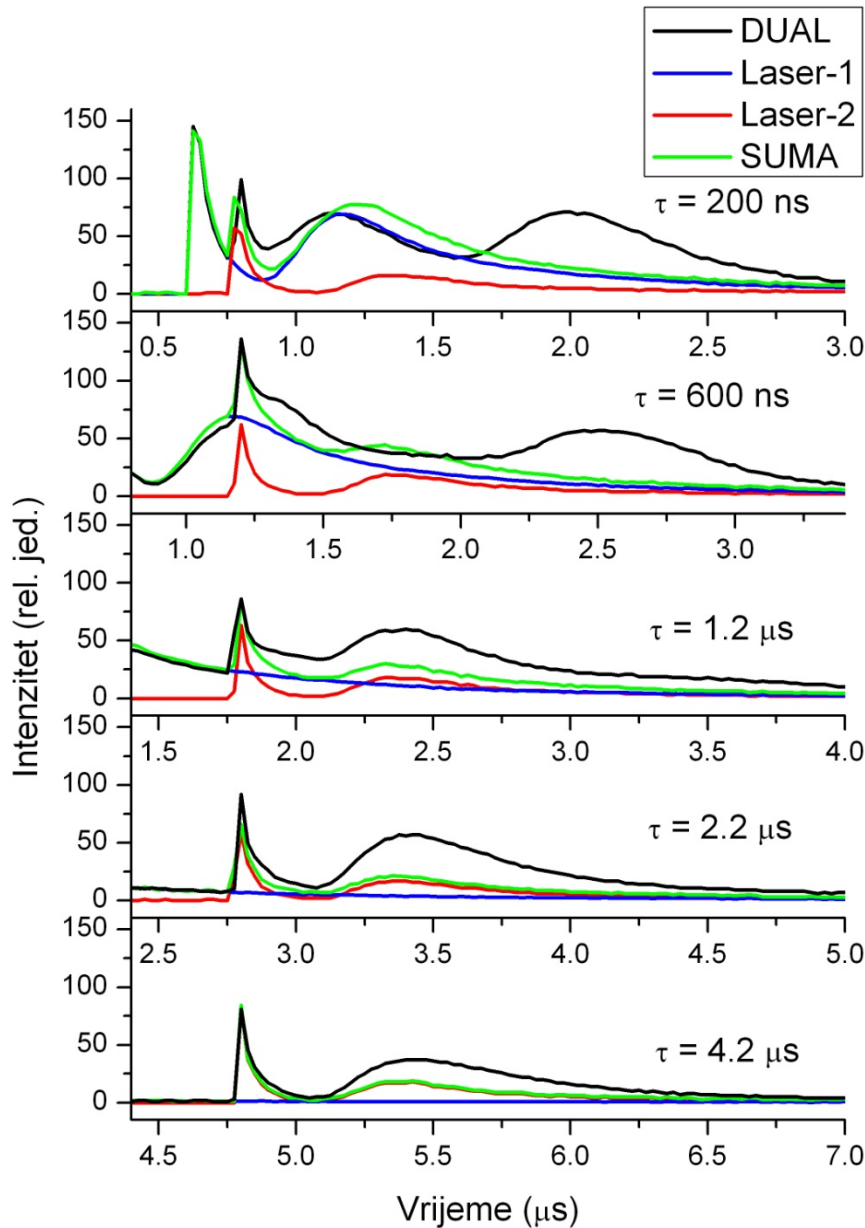 DUAL
Laser-1
Laser-2
SUMA
150
100
50
0
τ = 200 ns
0.5 1.0 1.5 2.0 2.5 3.0
150
100
50
0
τ = 600 ns
1.0 1.5 2.0 2.5 3.0
150
100
50
0
τ = 1.2 μs
1.5 2.0 2.5 3.0 3.5 4.0
150
100
50
0
τ = 2.2 μs
2.5 3.0 3.5 4.0 4.5 5.0
150
100
50
0
τ = 4.2 μs
4.5 5.0 5.5 6.0 6.5 7.0
Intenzitet (rel. jed.)
Vrijeme (μs)